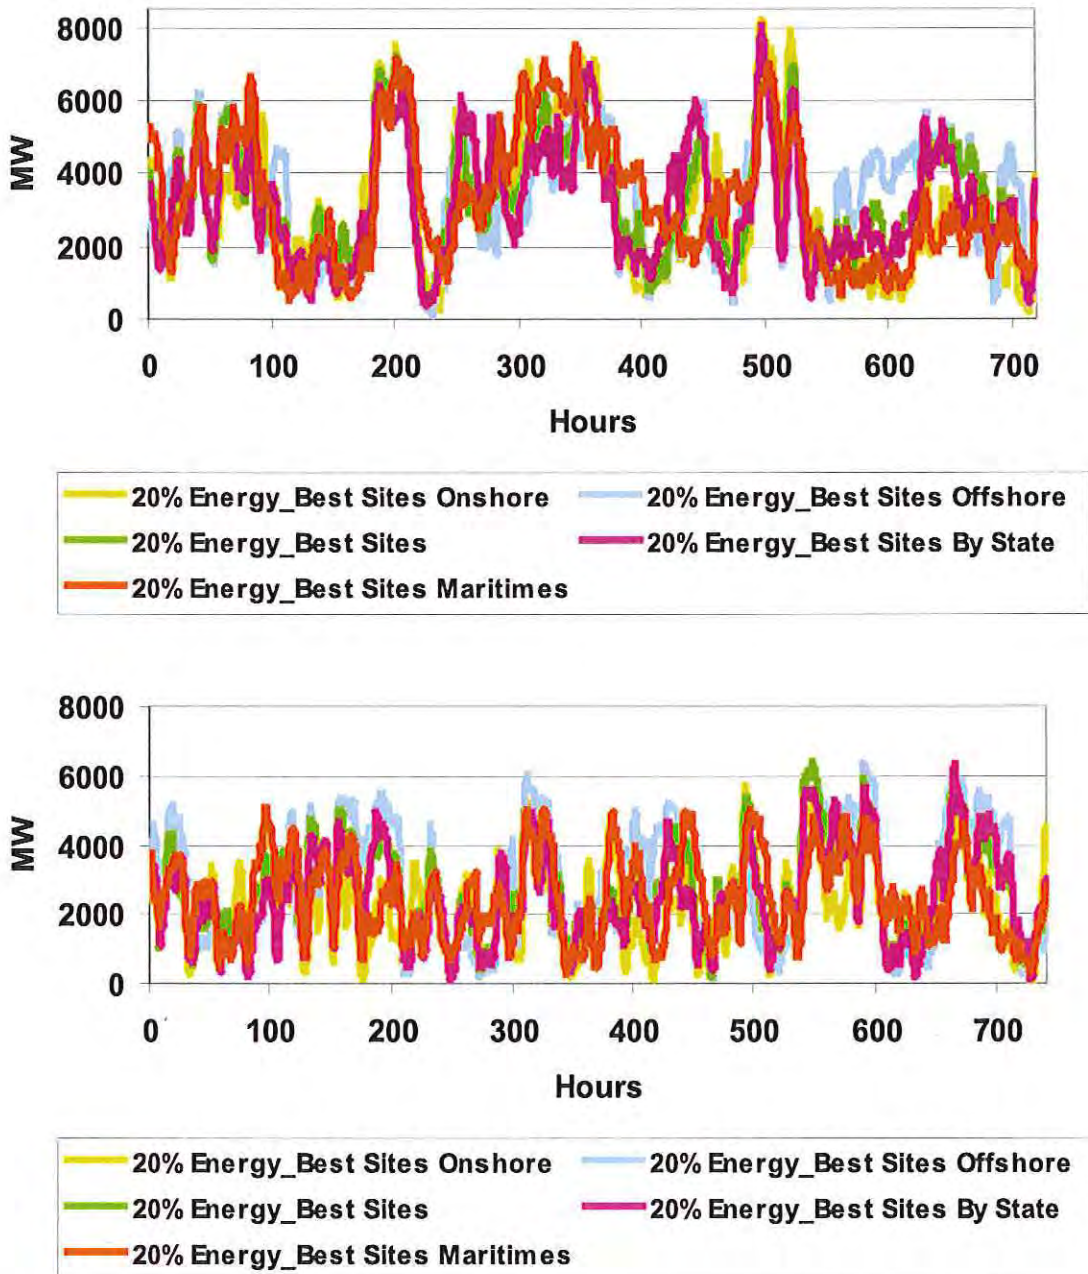 8000
6000
4000
2000
0
MW
0 100 200 300 400 500 600 700
Hours
20% Energy_Best Sites Onshore 20% Energy_Best Sites Offshore
20% Energy_Best Sites 20% Energy_Best Sites By State
20% Energy_Best Sites Maritimes
8000
6000
4000
2000
0
MW
0 100 200 300 400 500 600 700
Hours
20% Energy_Best Sites Onshore 20% Energy_Best Sites Offshore
20% Energy_Best Sites 20% Energy_Best Sites By State
20% Energy_Best Sites Maritimes